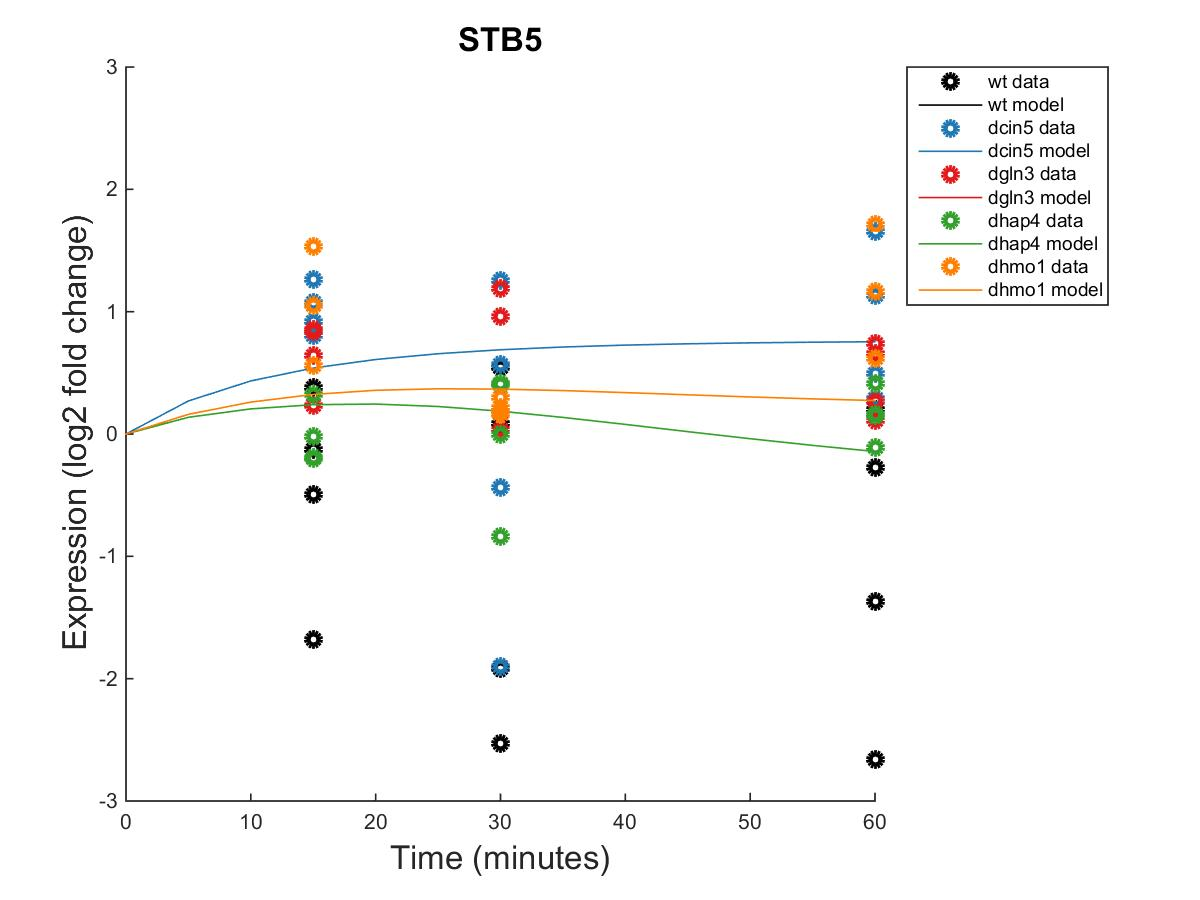 STB5
3
2
1
0
-1
-2
-3
Expression (log2 fold change)
0
10
20
30
40
50
60
Time (minutes)
wt data
wt model
dcin5 data
dcin5 model
dgln3 data
dgln3 model
dhap4 data
dhap4 model
dhmo1 data
dhmo1 model